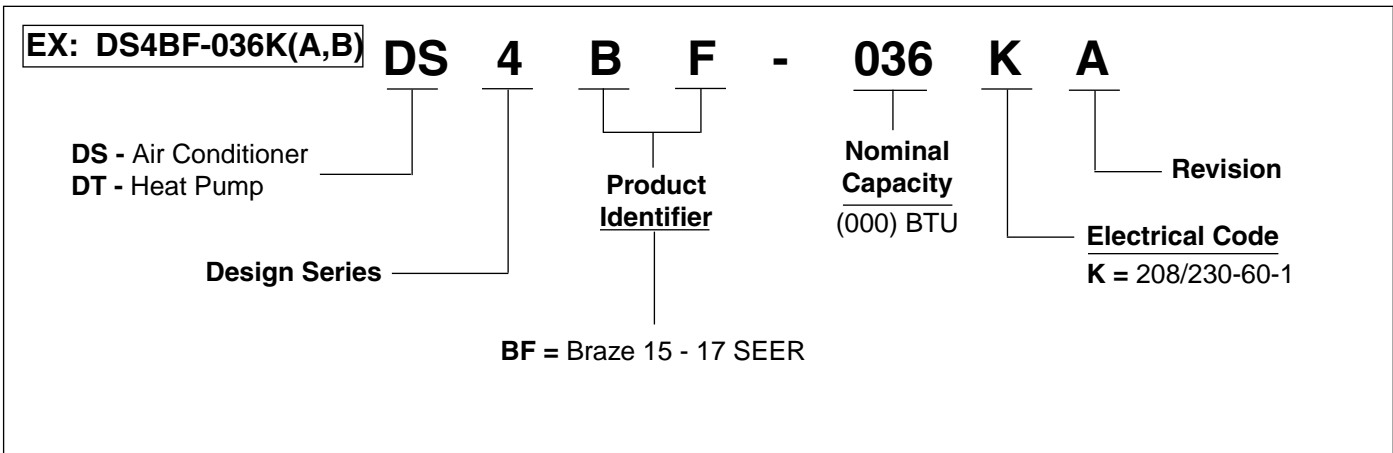 EX: DS4BF-036K(A,B)
DS 4 B F - 036 K A
DS - Air Conditioner
DT - Heat Pump
Design Series
Product
Identifier
BF = Braze 15 - 17 SEER
Nominal
Capacity
(000) BTU
Revision
Electrical Code
K = 208/230-60-1